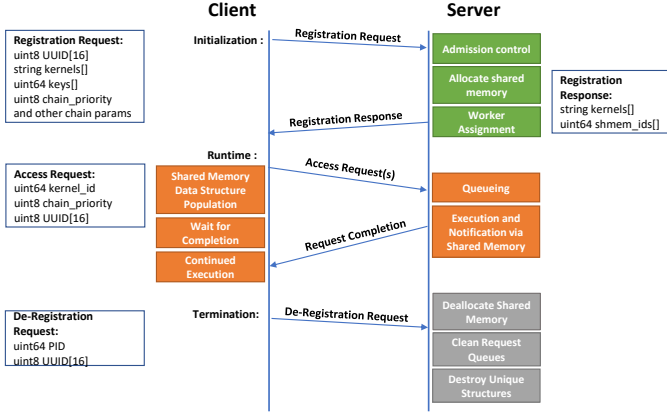 Client
Server
Registration Request:
uint8 UUID[16]
string kernels[]
uint64 keys[]
uint8 chain_priority
and other chain params
Initialization :
Registration Request
Admission control
Allocate shared
memory
Worker
Assignment
Registration
Response:
string kernels[]
uint64 shmem_ids[]
Registration Response
Runtime :
Access Request(s)
Access Request:
uint64 kernel_id
uint8 chain_priority
uint8 UUID[16]
Shared Memory
Data Structure
Population
Wait for
Completion
Continued
Execution
Queueing
Execution and
Notification via
Shared Memory
Request Completion
De-Registration
Request:
uint64 PID
uint8 UUID[16]
Termination:
De-Registration Request
Deallocate Shared
Memory
Clean Request
Queues
Destroy Unique
Structures